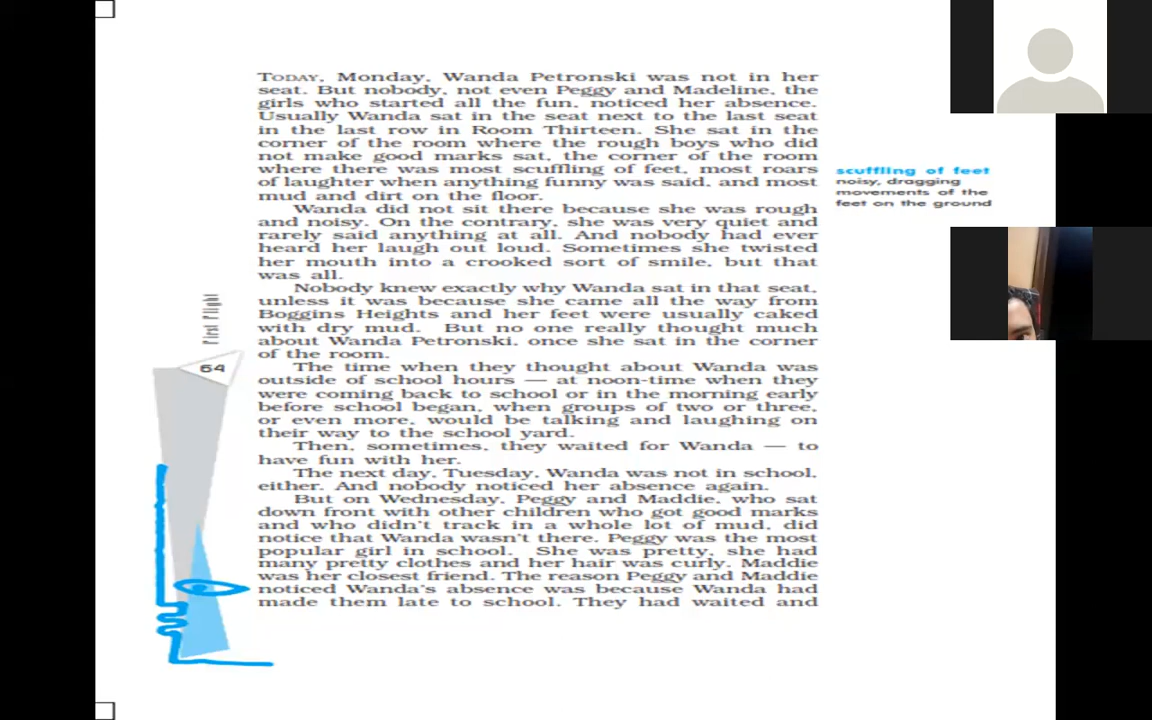 TODAY, Monday, Wanda Petronski was not in her
seat. But nobody, not even Peggy and Madeline, the
girls who started all the fun, noticed her absence.
Usually Wanda sat in the seat next to the last seat
in the last row in Room Thirteen. She sat in the
corner of the room where the rough boys who did
not make good marks sat, the corner of the room
where there was most scuffling of feet, most roars
of laughter when anything funny was said, and most
mud and dirt on the floor.
Wanda did not sit there because she was rough
and noisy. On the contrary, she was very quiet and
rarely said anything at all. And nobody had ever
heard her laugh out loud. Sometimes she twisted
her mouth into a crooked sort of smile, but that
was all.
Nobody knew exactly why Wanda sat in that seat,
unless it was because she came all the way from
Boggins Heights and her feet were usually caked
with dry mud. But no one really thought much
about Wanda Petronski, once she sat in the corner
of the room.
The time when they thought about Wanda was
outside of school hours — at noon-time when they
were coming back to school or in the morning early
before school began, when groups of two or three,
or even more, would be talking and laughing on
their way to the school yard.
Then, sometimes, they waited for Wanda — to
have fun with her.
The next day, Tuesday, Wanda was not in school,
either. And nobody noticed her absence again.
But on Wednesday, Peggy and Maddie, who sat
down front with other children who got good marks
and who didn't track in a whole lot of mud, did
notice that Wanda wasn't there. Peggy was the most
popular girl in school. She was pretty, she had
many pretty clothes and her hair was curly. Maddie
was her closest friend. The reason Peggy and Maddie
noticed Wanda's absence was because Wanda had
made them late to school. They had waited and
scuffling of feet
noisy, dragging
movements of the
feet on the ground
First Flight
64